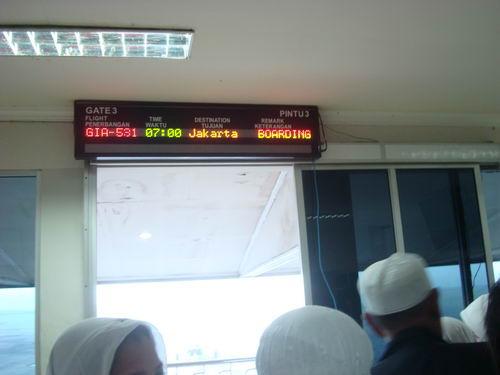 GATE 3 PINTU 3
FLIGHT TIME DESTINATION REMARK
PENERBANGAN WAKTU TUJUAN KETERANGAN
GIA-531 07:00 Jakarta BOARDING